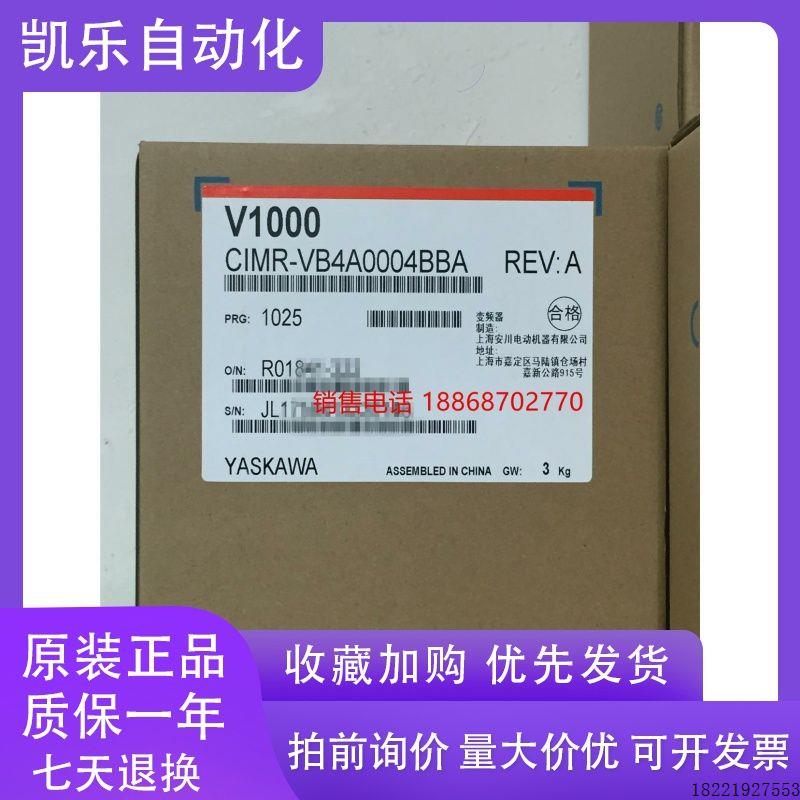 凯乐自动化
V1000
CIMR-VB4A0004BBA REV: A
PRG: 1025
变频器 合格
制造:
上海安川电动机器有限公司
地址:
上海市嘉定区马陆镇仓场村
嘉新公路915号
O/N: R018
S/N: JL17
销售电话 18868702770
YASKAWA ASSEMBLED IN CHINA GW: 3 Kg
原装正品
质保一年
七天退换
收藏加购 优先发货
拍前询价 量大价优 可开发票
18221927553